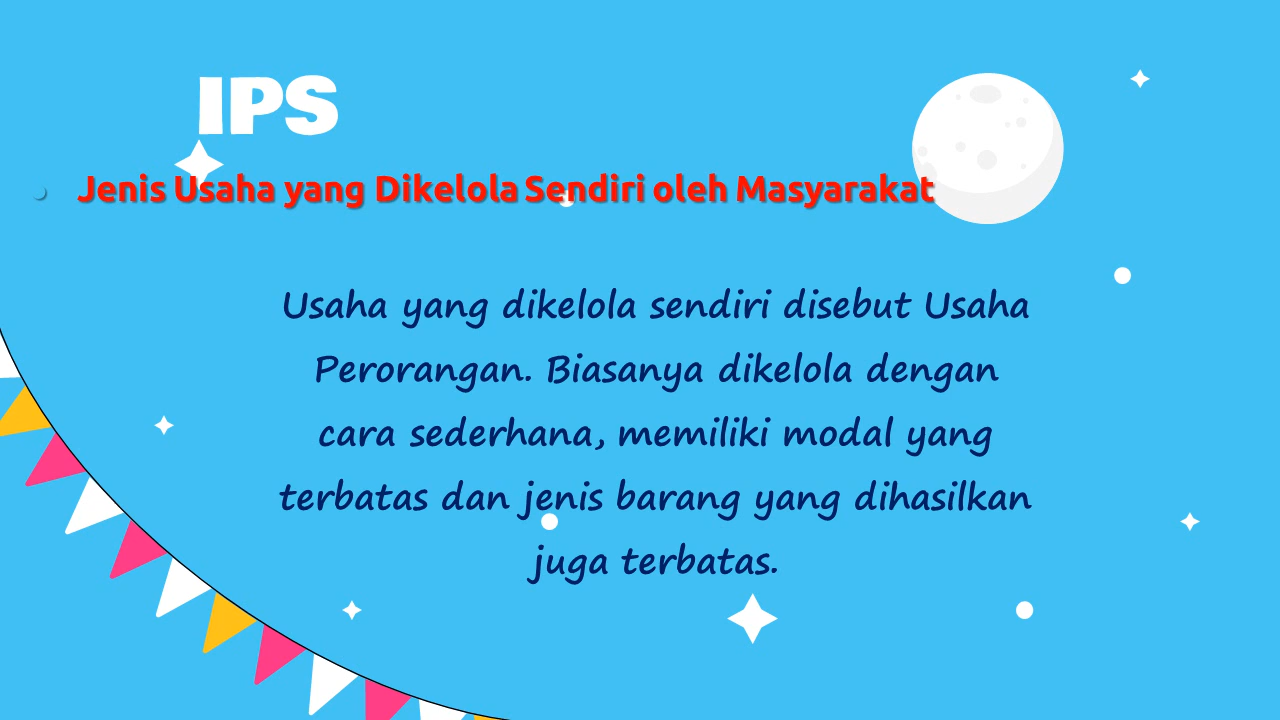 IPS
Jenis Usaha yang Dikelola Sendiri oleh Masyarakat
Usaha yang dikelola sendiri disebut Usaha
Perorangan. Biasanya dikelola dengan
cara sederhana, memiliki modal yang
terbatas dan jenis barang yang dihasilkan
juga terbatas.